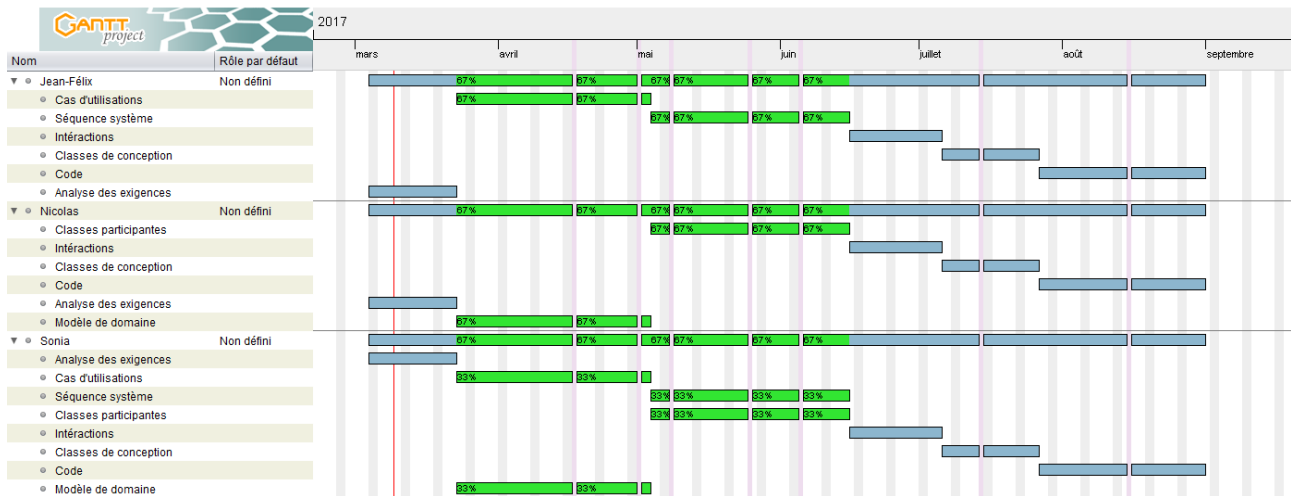 GANTT
project
2017
Nom Rôle par défaut mars avril mai juin juillet août septembre
Jean-Félix Non défini 67% 67% 67% 67% 67% 67%
Cas d'utilisations 67% 67%
Séquence système 67% 67% 67% 67%
Intéractions
Classes de conception
Code
Analyse des exigences
Nicolas Non défini 67% 67% 67% 67% 67% 67%
Classes participantes 67% 67% 67% 67%
Intéractions
Classes de conception
Code
Analyse des exigences
Modèle de domaine 67% 67%
Sonia Non défini 67% 67% 67% 67% 67% 67%
Analyse des exigences
Cas d'utilisations 33% 33%
Séquence système 33% 33% 33% 33%
Classes participantes 33% 33% 33% 33%
Intéractions
Classes de conception
Code
Modèle de domaine 33% 33%